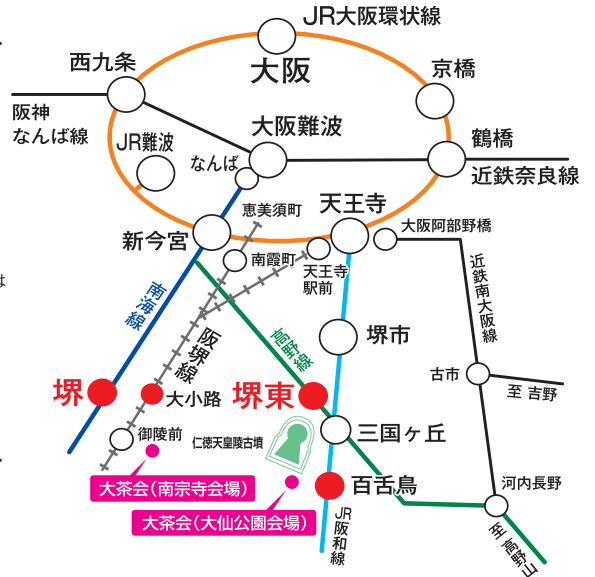 JR大阪環状線
大阪
西九条
京橋
阪神
なんば線
大阪難波
JR難波
なんば
鶴橋
近鉄奈良線
恵美須町
天王寺
新今宮
大阪阿部野橋
南霞町
天王寺
駅前
近鉄南大阪線
は
南海線
阪堺線
高野線
堺市
古市
至 吉野
堺
大小路
堺東
御陵前
仁徳天皇陵古墳
三国ヶ丘
大茶会(南宗寺会場)
百舌鳥
河内長野
大茶会(大仙公園会場)
JR阪和線
至 高野山